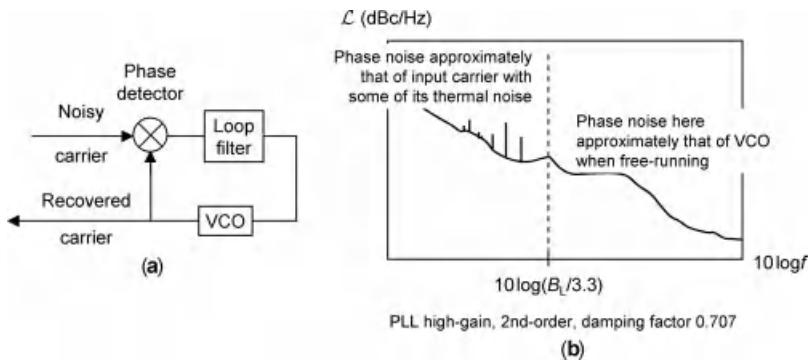 Phase
detector
Noisy
carrier
Loop
filter
Recovered
carrier
VCO
(a)
ℒ (dBc/Hz)
Phase noise approximately
that of input carrier with
some of its thermal noise
Phase noise here
approximately that of VCO
when free-running
10logf
10log(B_L/3.3)
PLL high-gain, 2nd-order, damping factor 0.707
(b)